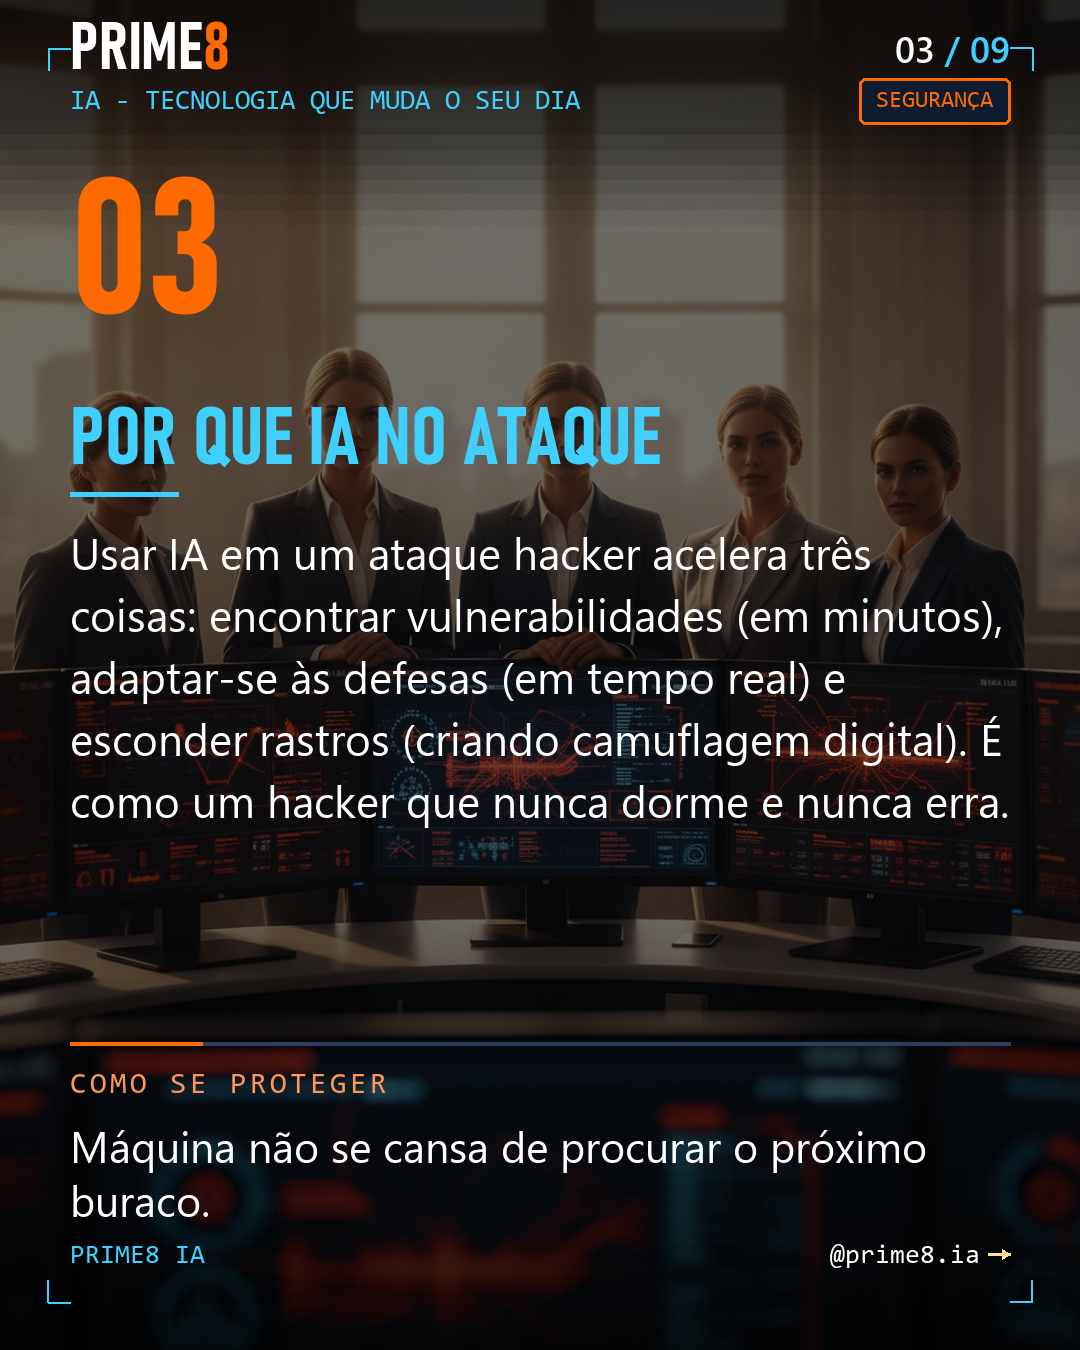 PRIME8
03 / 09
IA - TECNOLOGIA QUE MUDA O SEU DIA
SEGURANÇA
03
POR QUE IA NO ATAQUE
Usar IA em um ataque hacker acelera três
coisas: encontrar vulnerabilidades (em minutos),
adaptar-se às defesas (em tempo real) e
esconder rastros (criando camuflagem digital). É
como um hacker que nunca dorme e nunca erra.
COMO SE PROTEGER
Máquina não se cansa de procurar o próximo
buraco.
PRIME8 IA
@prime8.ia